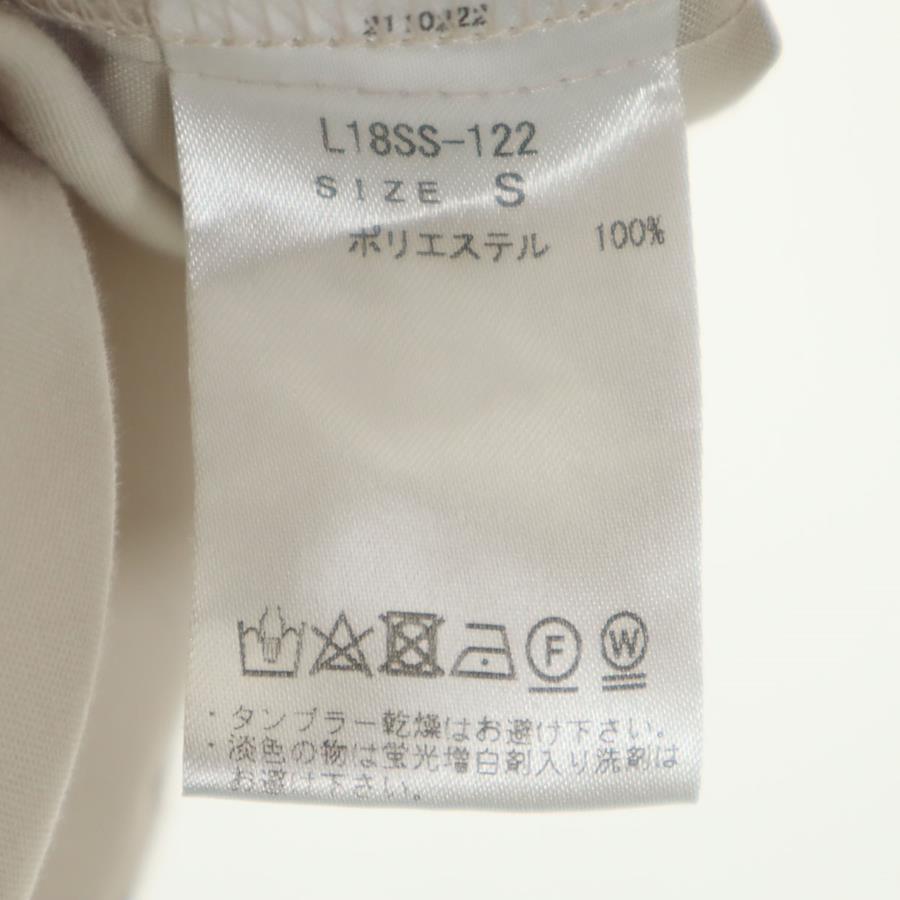 2110222
L18SS-122
SIZE S
ポリエステル 100%
F W
・タンブラー乾燥はお避け下さい。
・淡色の物は蛍光増白剤入り洗剤は
お避け下さい。